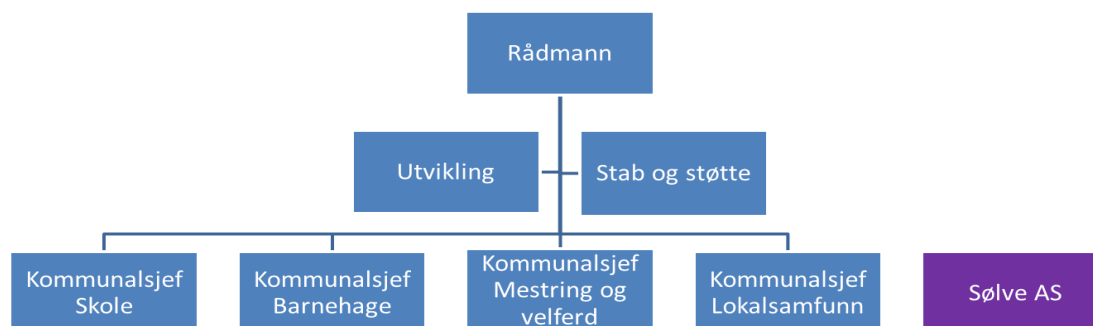 Rådmann
Utvikling
Stab og støtte
Kommunalsjef
Skole
Kommunalsjef
Barnehage
Kommunalsjef
Mestring og
velferd
Kommunalsjef
Lokalsamfunn
Sølve AS